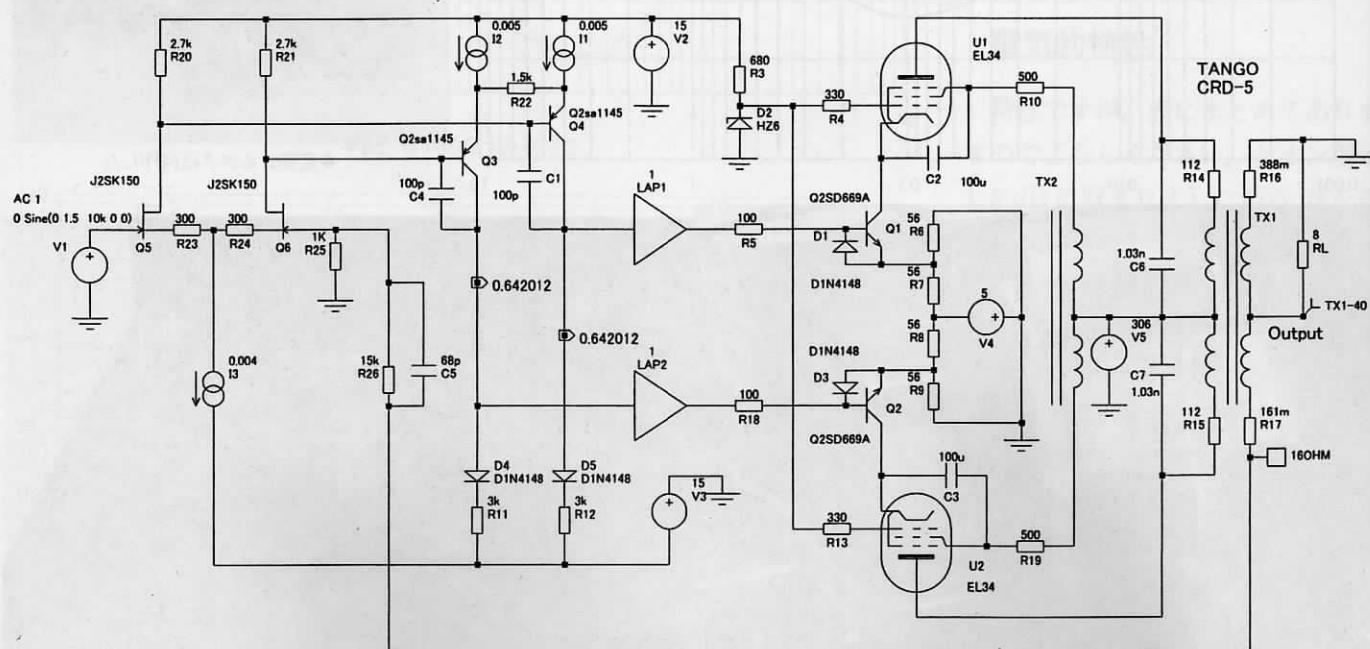 2.7k
R20
2.7k
R21
0.005
I2
0.005
I1
15
V2
1.5k
R22
Q2sa1145
Q4
Q2sa1145
Q3
100p
C4
C1
100p
680
R3
D2
HZ6
330
R4
U1
EL34
500
R10
TANGO
CRD-5
C2
100u
TX2
112
R14
388m
R16
TX1
J2SK150
J2SK150
AC 1
0 Sine(0 1.5 10k 0 0)
V1
Q5
300
R23
300
R24
Q6
1K
R25
1
LAP1
100
R5
Q2SD669A
D1
Q1
D1N4148
56
R6
56
R7
5
V4
56
R8
56
R9
1.03n
C6
8
RL
TX1-40
Output
306
V5
C7
1.03n
0.642012
0.642012
0.004
I3
15k
R26
68p
C5
1
LAP2
100
R18
D1N4148
D3
Q2
Q2SD669A
112
R15
161m
R17
16OHM
D4
D1N4148
D5
D1N4148
3k
R11
3k
R12
15
V3
100u
C3
330
R13
500
R19
U2
EL34